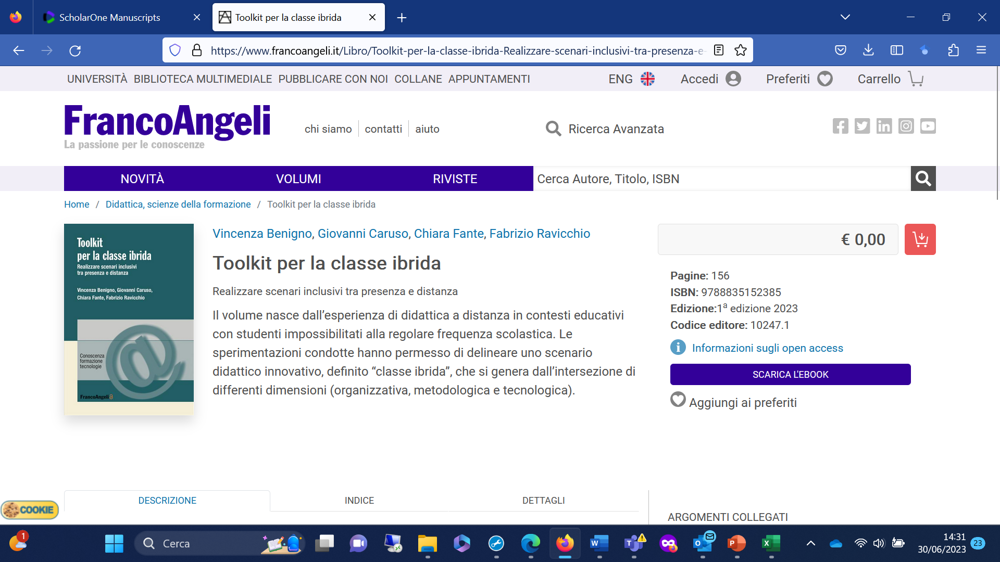 ScholarOne Manuscripts
Toolkit per la classe ibrida
https://www.francoangeli.it/Libro/Toolkit-per-la-classe-ibrida-Realizzare-scenari-inclusivi-tra-presenza-e-
UNIVERSITÀ BIBLIOTECA MULTIMEDIALE PUBBLICARE CON NOI COLLANE APPUNTAMENTI
ENG Accedi Preferiti Carrello
FrancoAngeli
La passione per le conoscenze
chi siamo contatti aiuto
Ricerca Avanzata
NOVITÀ VOLUMI RIVISTE
Cerca Autore, Titolo, ISBN
Home / Didattica, scienze della formazione / Toolkit per la classe ibrida
Toolkit
per la classe ibrida
Realizzare scenari inclusivi
tra presenza e distanza
Vincenza Benigno, Giovanni Caruso,
Chiara Fante, Fabrizio Ravicchio
Conoscenza
formazione
tecnologie
FrancoAngeli
Vincenza Benigno, Giovanni Caruso, Chiara Fante, Fabrizio Ravicchio
Toolkit per la classe ibrida
Realizzare scenari inclusivi tra presenza e distanza
Il volume nasce dall’esperienza di didattica a distanza in contesti educativi
con studenti impossibilitati alla regolare frequenza scolastica. Le
sperimentazioni condotte hanno permesso di delineare uno scenario
didattico innovativo, definito “classe ibrida”, che si genera dall’intersezione di
differenti dimensioni (organizzativa, metodologica e tecnologica).
€ 0,00
Pagine: 156
ISBN: 9788835152385
Edizione:1a edizione 2023
Codice editore: 10247.1
Informazioni sugli open access
SCARICA L'EBOOK
Aggiungi ai preferiti
DESCRIZIONE INDICE DETTAGLI
ARGOMENTI COLLEGATI
COOKIE
1
Cerca
14:31
30/06/2023
23